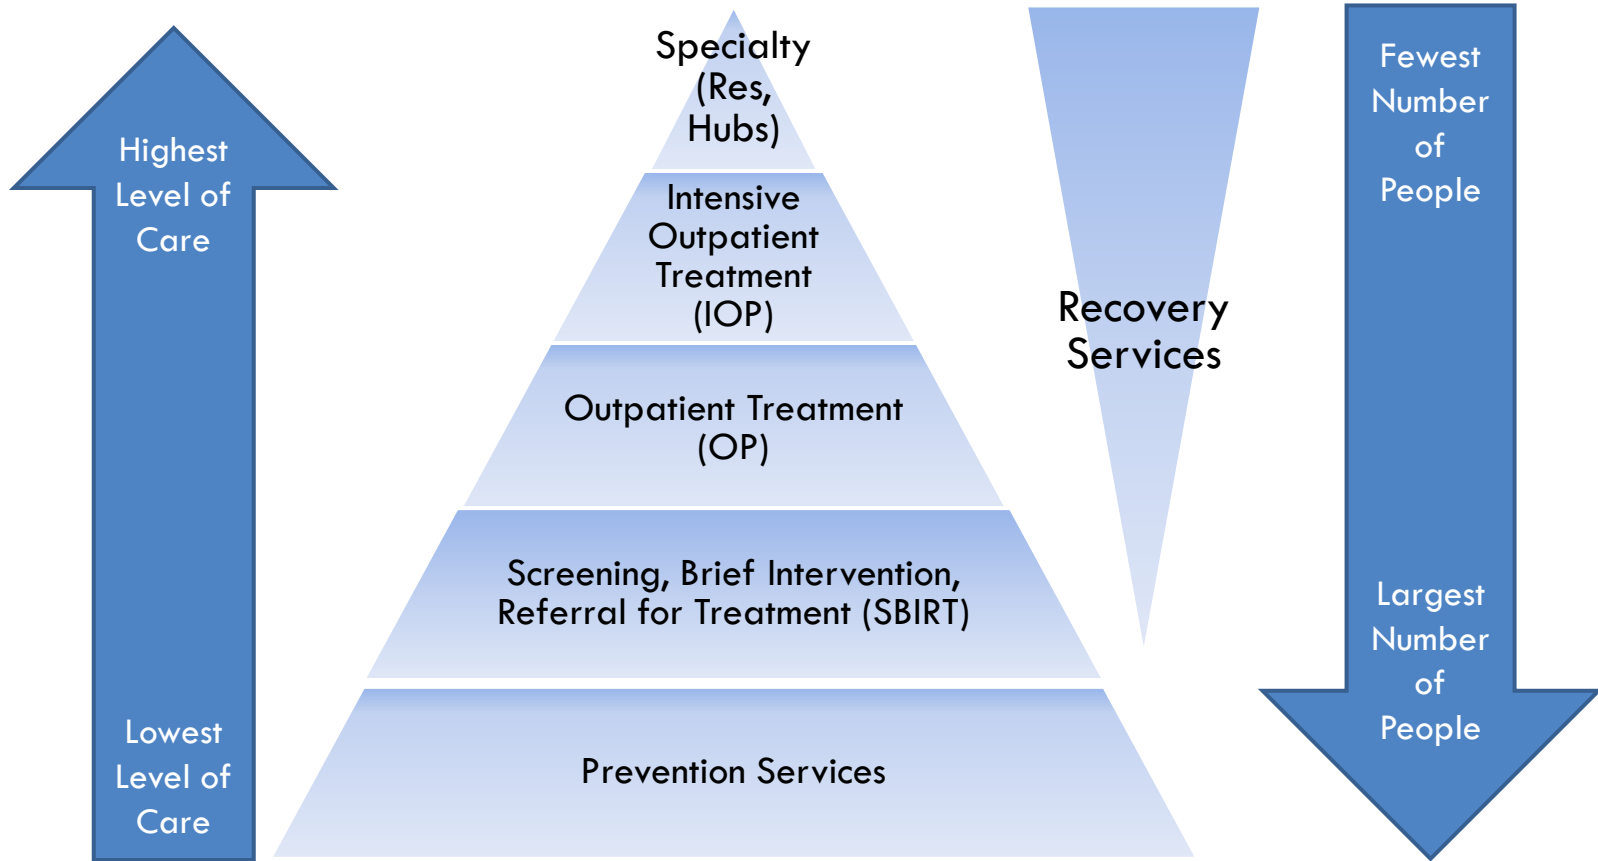 Highest
Level of
Care
Lowest
Level of
Care
Specialty
(Res,
Hubs)
Intensive
Outpatient
Treatment
(IOP)
Outpatient Treatment
(OP)
Screening, Brief Intervention,
Referral for Treatment (SBIRT)
Prevention Services
Recovery
Services
Fewest
Number
of
People
Largest
Number
of
People